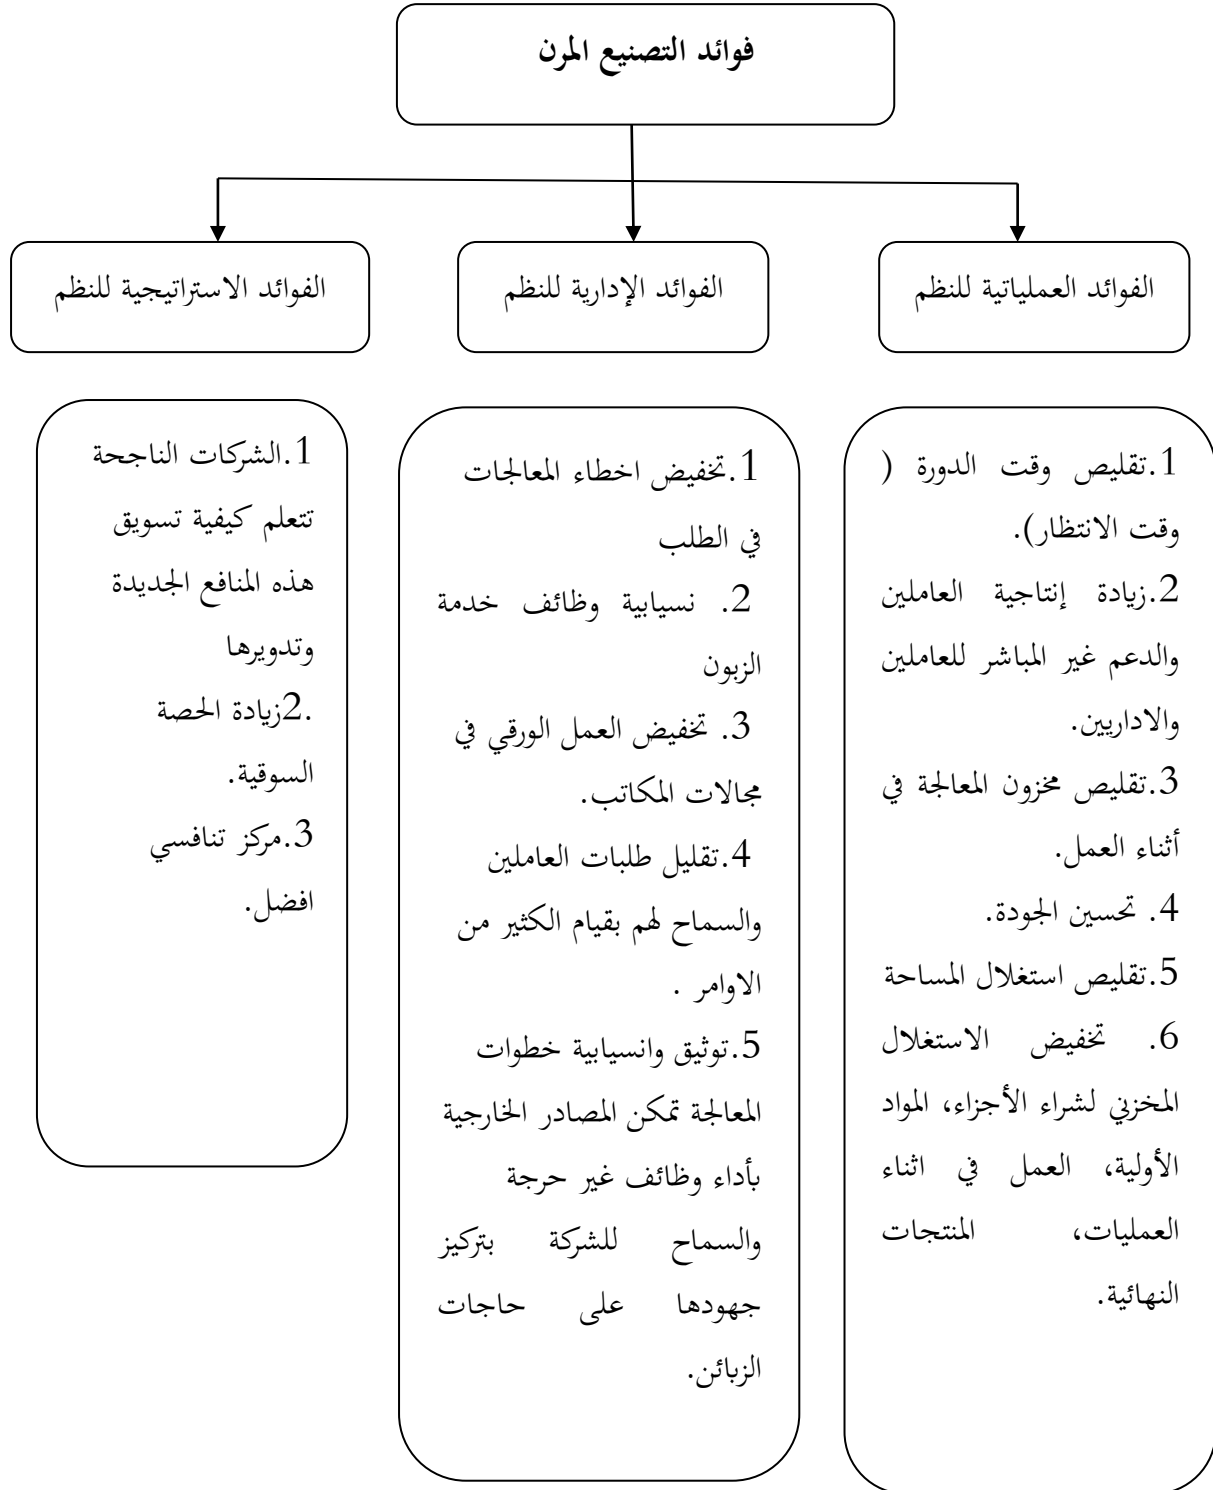 فوائد التصنيع المرن
الفوائد العملياتية للنظم
الفوائد الإدارية للنظم
الفوائد الاستراتيجية للنظم
1.تقليص وقت الدورة (
وقت الانتظار).
2.زيادة إنتاجية العاملين
والدعم غير المباشر للعاملين
والاداريين.
3.تقليص مخزون المعالجة في
أثناء العمل.
4. تحسين الجودة.
5.تقليص استغلال المساحة
6. تخفيض الاستغلال
المخزني لشراء الأجزاء، المواد
الأولية، العمل في اثناء
العمليات، المنتجات
النهائية.
1.تخفيض اخطاء المعالجات
في الطلب
2. نسيابية وظائف خدمة
الزبون
3. تخفيض العمل الورقي في
مجالات المكاتب.
4.تقليل طلبات العاملين
والسماح لهم بقيام الكثير من
الاوامر .
5.توثيق وانسيابية خطوات
المعالجة تمكن المصادر الخارجية
بأداء وظائف غير حرجة
والسماح للشركة بتركيز
جهودها على حاجات
الزبائن.
1.الشركات الناجحة
تتعلم كيفية تسويق
هذه المنافع الجديدة
وتدويرها
.2زيادة الحصة
السوقية.
3.مركز تنافسي
افضل.